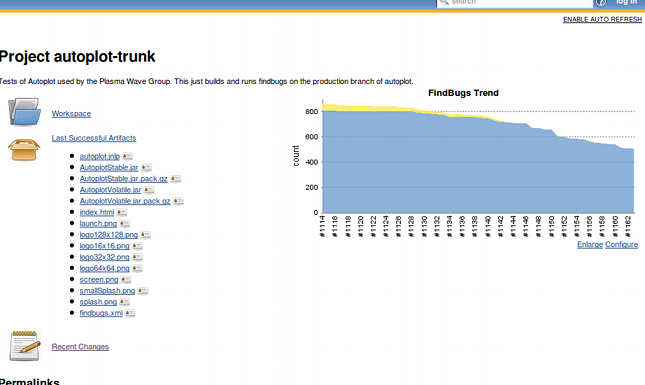 search
log in
ENABLE AUTO REFRESH
Project autoplot-trunk
Tests of Autoplot used by the Plasma Wave Group. This just builds and runs findbugs on the production branch of autoplot.
Workspace
Last Successful Artifacts
autoplot.jnlp
AutoplotStable.jar
AutoplotStable.jar.pack.gz
AutoplotVolatile.jar
AutoplotVolatile.jar.pack.gz
index.html
launch.png
logo128x128.png
logo16x16.png
logo32x32.png
logo64x64.png
screen.png
smallSplash.png
splash.png
findbugs.xml
Recent Changes
Permalinks
FindBugs Trend
count
800
600
400
200
0
#1114
#1116
#1118
#1120
#1122
#1124
#1126
#1128
#1130
#1132
#1134
#1136
#1138
#1140
#1142
#1144
#1146
#1148
#1150
#1152
#1154
#1156
#1158
#1160
#1162
Enlarge Configure